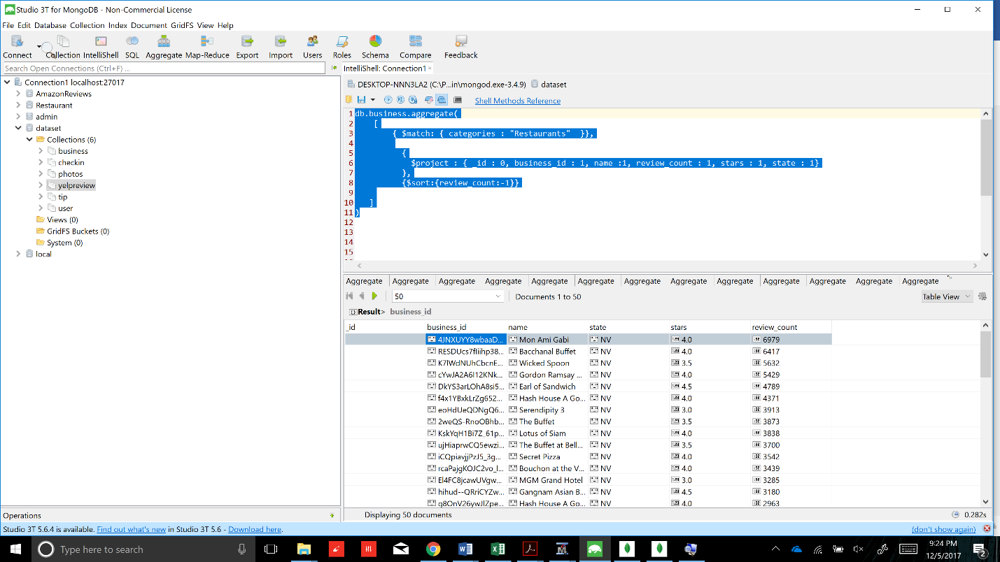 Studio 3T for MongoDB - Non-Commercial License
File Edit Database Collection Index Document GridFS View Help
Connect Collection IntelliShell SQL Aggregate Map-Reduce Export Import Users Roles Schema Compare Feedback
Search Open Connections (Ctrl+F) ...
IntelliShell: Connection1
Connection1 localhost:27017
AmazonReviews
Restaurant
admin
dataset
Collections (6)
business
checkin
photos
yelpreview
tip
user
Views (0)
GridFS Buckets (0)
System (0)
local
DESKTOP-NNN3LA2 (C:\P...in\mongod.exe-3.4.9) dataset
Shell Methods Reference
1 db.business.aggregate(
2 [
3 { $match: { categories : "Restaurants" }},
4
5 {
6 $project : { _id : 0, business_id : 1, name :1, review_count : 1, stars : 1, state : 1}
7 },
8 {$sort:{review_count:-1}}
9
10 ]
11 )
12
13
14
15
Aggregate Aggregate Aggregate Aggregate Aggregate Aggregate Aggregate Aggregate Aggregate Aggregate Aggregate Aggregate Aggregate
50 Documents 1 to 50 Table View
Result> business_id
_id business_id name state stars review_count
4JNXUYY8wbaaD... Mon Ami Gabi NV 4.0 6979
RESDUcs7fIiihp38... Bacchanal Buffet NV 4.0 6417
K7lWdNUhCbcnE... Wicked Spoon NV 3.5 5632
cYwJA2A6I12KNk... Gordon Ramsay ... NV 4.0 5429
DkYS3arLOhA8si5... Earl of Sandwich NV 4.5 4789
f4x1YBxkLrZg652... Hash House A Go... NV 4.0 4371
eoHdUeQDNgQ6... Serendipity 3 NV 3.0 3913
2weQS-RnoOBhb... The Buffet NV 3.5 3873
KskYqH1Bi7Z_61p... Lotus of Siam NV 4.0 3838
ujHiaprwCQ5ewzi... The Buffet at Bell... NV 3.5 3700
iCQpiavjjPzJ5_3g... Secret Pizza NV 4.0 3542
rcaPajgKOJC2vo_l... Bouchon at the V... NV 4.0 3439
El4FC8jcawUVgw... MGM Grand Hotel NV 3.0 3285
hihud--QRriCYZw... Gangnam Asian B... NV 4.5 3180
g8OnV26ywJlZpe... Hash House A Go... NV 4.0 2963
Operations
Displaying 50 documents 0.282s
Studio 3T 5.6.4 is available. Find out what's new in Studio 3T 5.6 - Download here. (don't show again)
Type here to search
9:24 PM
12/5/2017
2